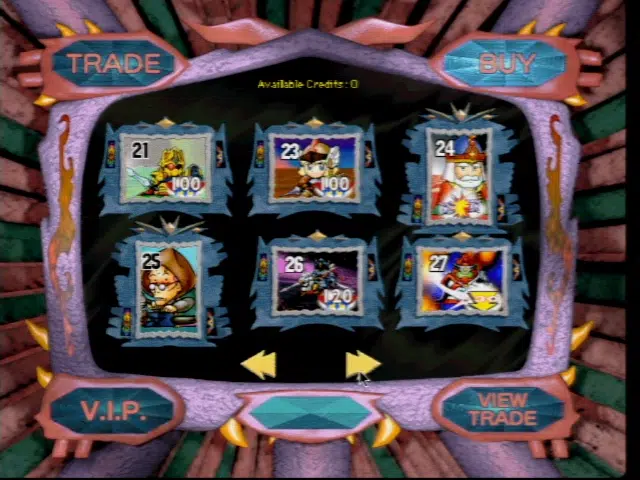 TRADE
BUY
Available Credits: 0
21
100
23
100
24
25
26
120
27
V.I.P.
VIEW
TRADE